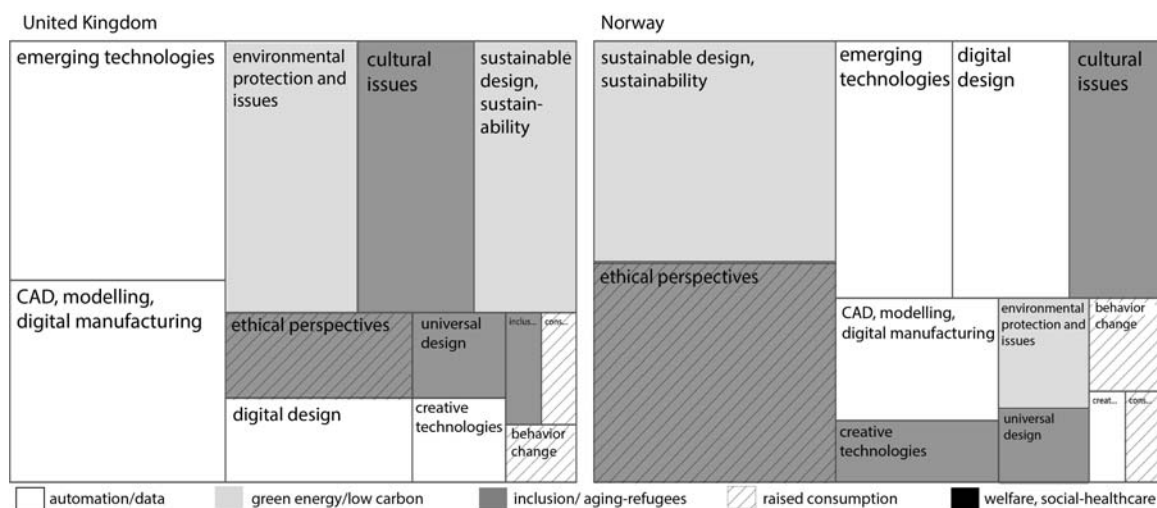 United Kingdom
emerging technologies
environmental
protection and
issues
cultural
issues
sustainable
design,
sustain-
ability
CAD, modelling,
digital manufacturing
ethical perspectives
universal
design
inclus...
cons...
digital design
creative
technologies
behavior
change
Norway
sustainable design,
sustainability
emerging
technologies
digital
design
cultural
issues
ethical perspectives
CAD, modelling,
digital manufacturing
environmental
protection and
issues
behavior
change
creative
technologies
universal
design
creat...
cons...
automation/data
green energy/low carbon
inclusion/ aging-refugees
raised consumption
welfare, social-healthcare